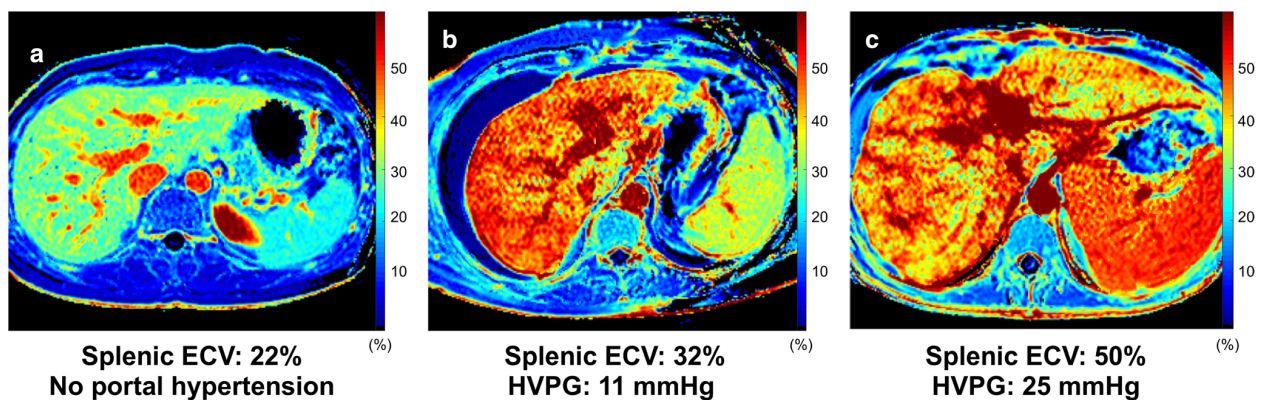 a
50
40
30
20
10
(%)
Splenic ECV: 22%
No portal hypertension
b
50
40
30
20
10
(%)
Splenic ECV: 32%
HVPG: 11 mmHg
c
50
40
30
20
10
(%)
Splenic ECV: 50%
HVPG: 25 mmHg